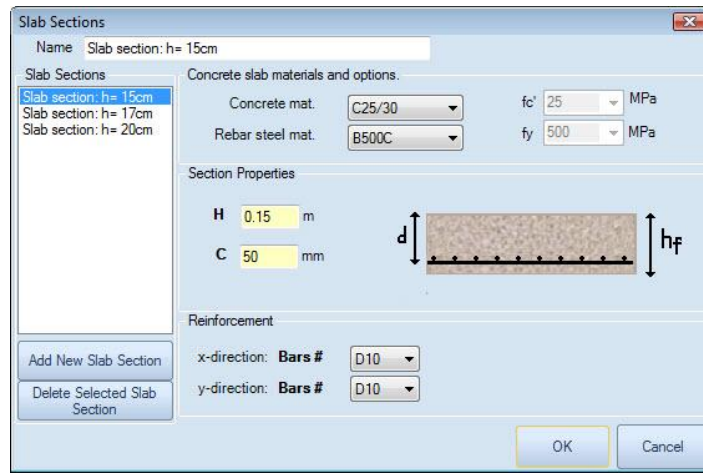 Slab Sections
Name Slab section: h= 15cm
Slab Sections
Slab section: h= 15cm
Slab section: h= 17cm
Slab section: h= 20cm
Add New Slab Section
Delete Selected Slab
Section
Concrete slab materials and options.
Concrete mat. C25/30 fc' 25 MPa
Rebar steel mat. B500C fy 500 MPa
Section Properties
H 0.15 m
C 50 mm
d hf
Reinforcement
x-direction: Bars # D10
y-direction: Bars # D10
OK Cancel